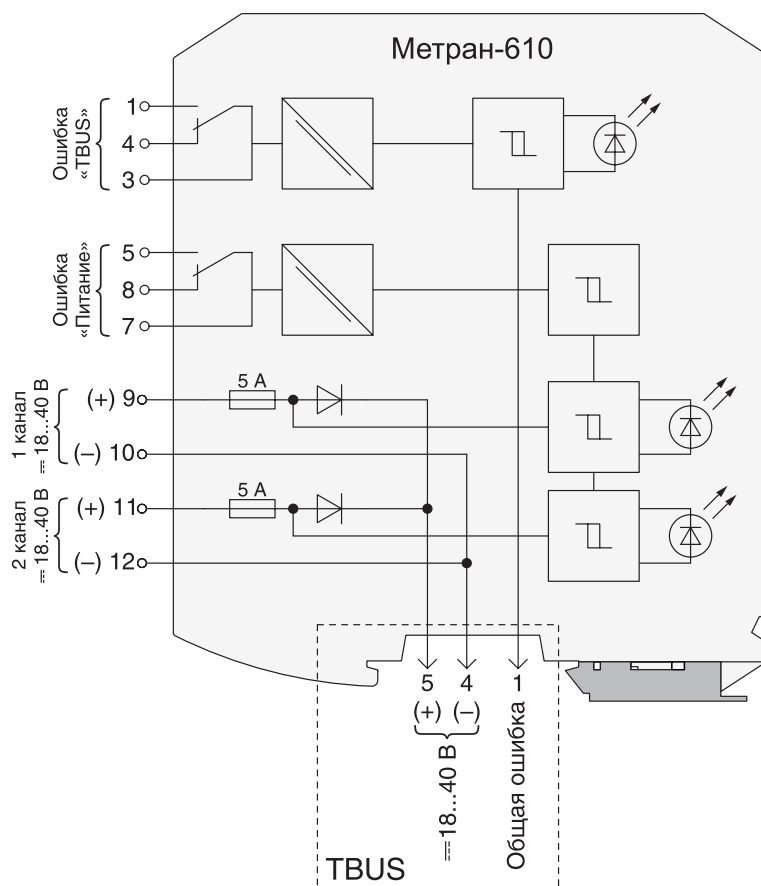 Метран-610
Ошибка
«TBUS»
1
4
3
Ошибка
«Питание»
5
8
7
1 канал
⎓18...40 В
(+) 9
5 А
(–) 10
2 канал
⎓18...40 В
(+) 11
5 А
(–) 12
5
4
1
(+)
(–)
⎓18...40 В
Общая ошибка
TBUS